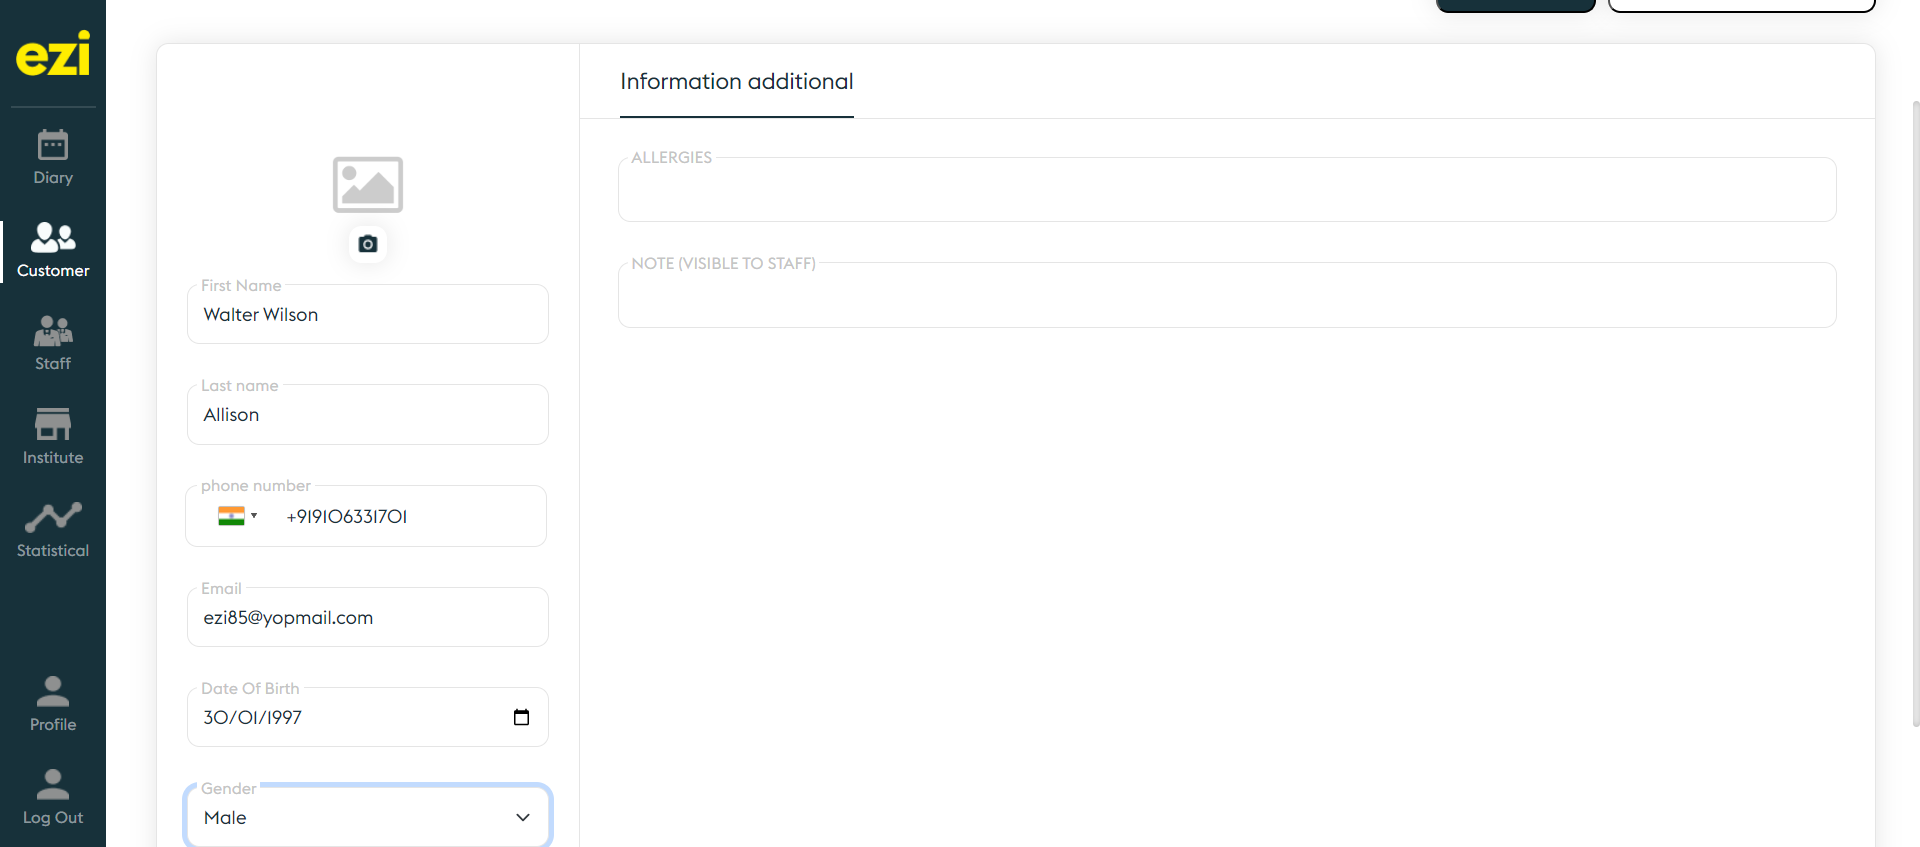 ezi
Diary
Customer
Staff
Institute
Statistical
Profile
Log Out
First Name
Walter Wilson
Last name
Allison
phone number
+919106331701
Email
ezi85@yopmail.com
Date Of Birth
30/01/1997
Gender
Male
Information additional
ALLERGIES
NOTE (VISIBLE TO STAFF)